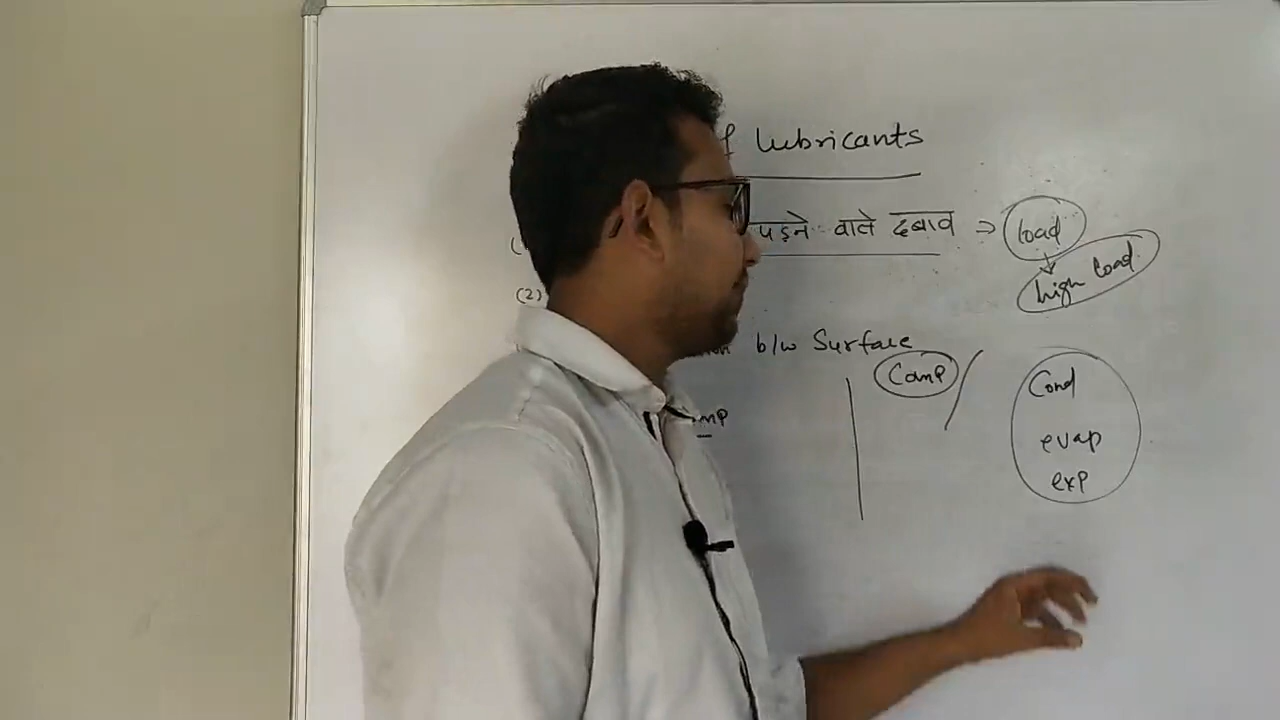 f lubricants
पड़ने वाले दबाव ⇒ load
high load
(2)
b/w Surface
Comp / Cond
evap
exp